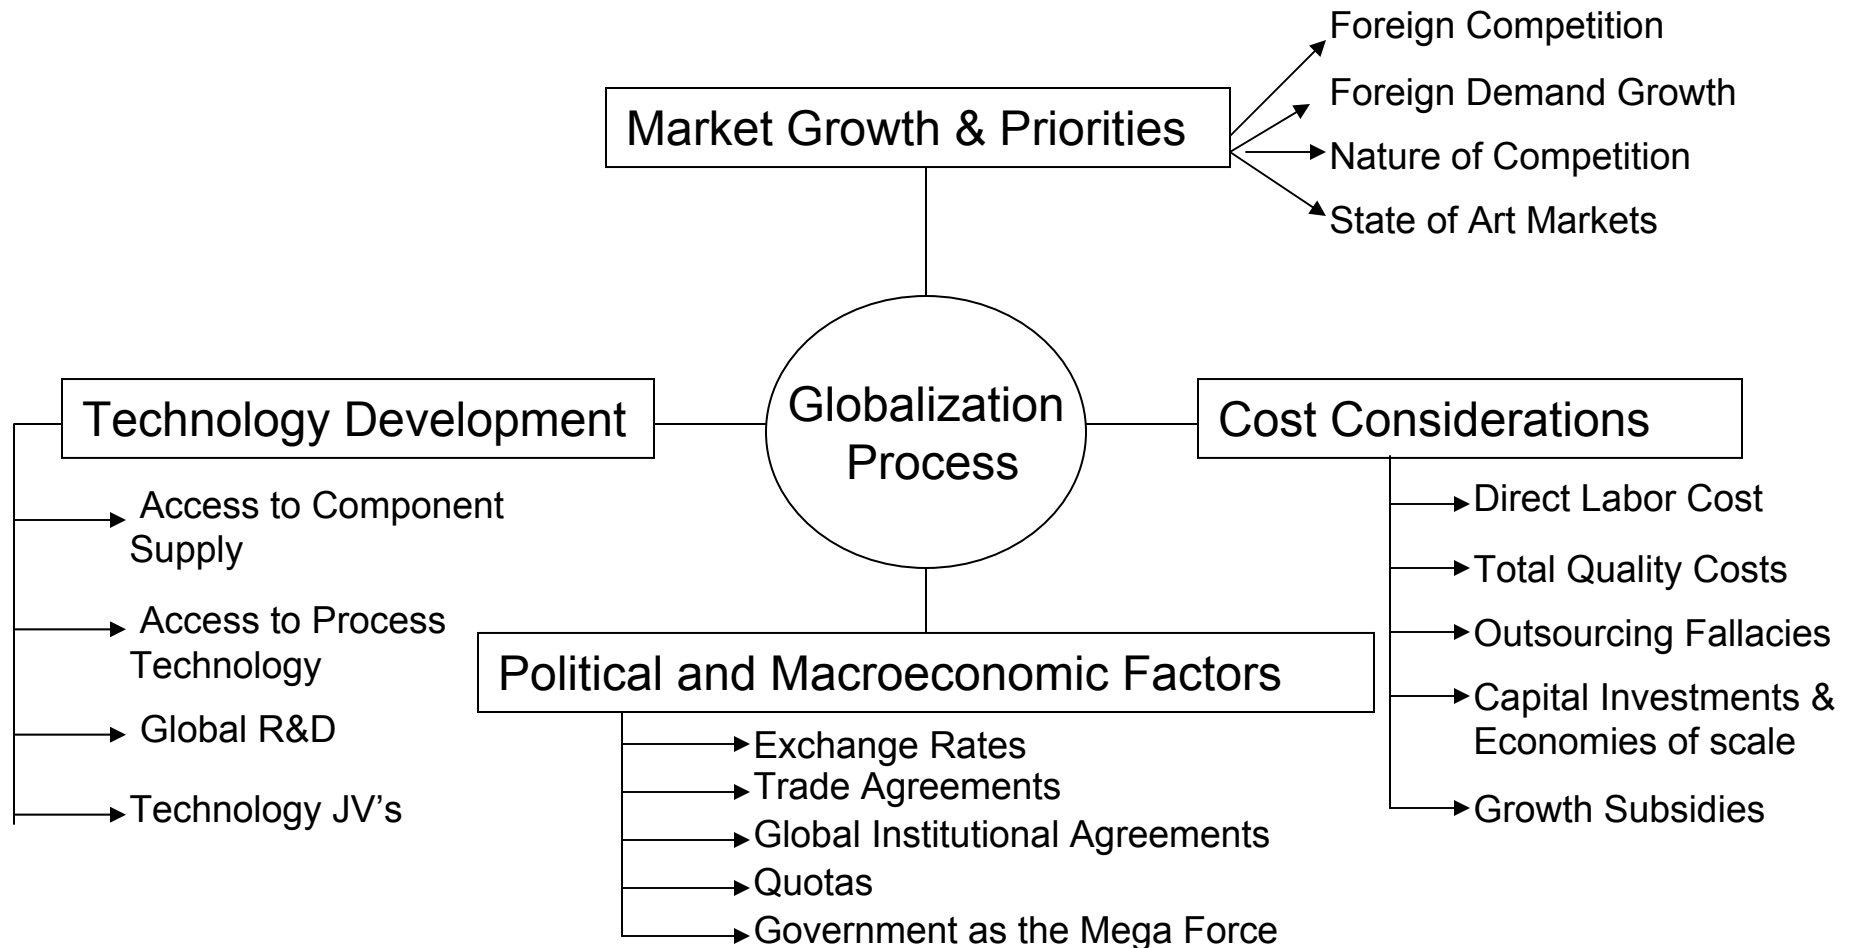 Foreign Competition
Foreign Demand Growth
Market Growth & Priorities
Nature of Competition
State of Art Markets
Globalization
Process
Technology Development
Access to Component
Supply
Access to Process
Technology
Global R&D
Technology JV’s
Cost Considerations
Direct Labor Cost
Total Quality Costs
Outsourcing Fallacies
Capital Investments &
Economies of scale
Growth Subsidies
Political and Macroeconomic Factors
Exchange Rates
Trade Agreements
Global Institutional Agreements
Quotas
Government as the Mega Force